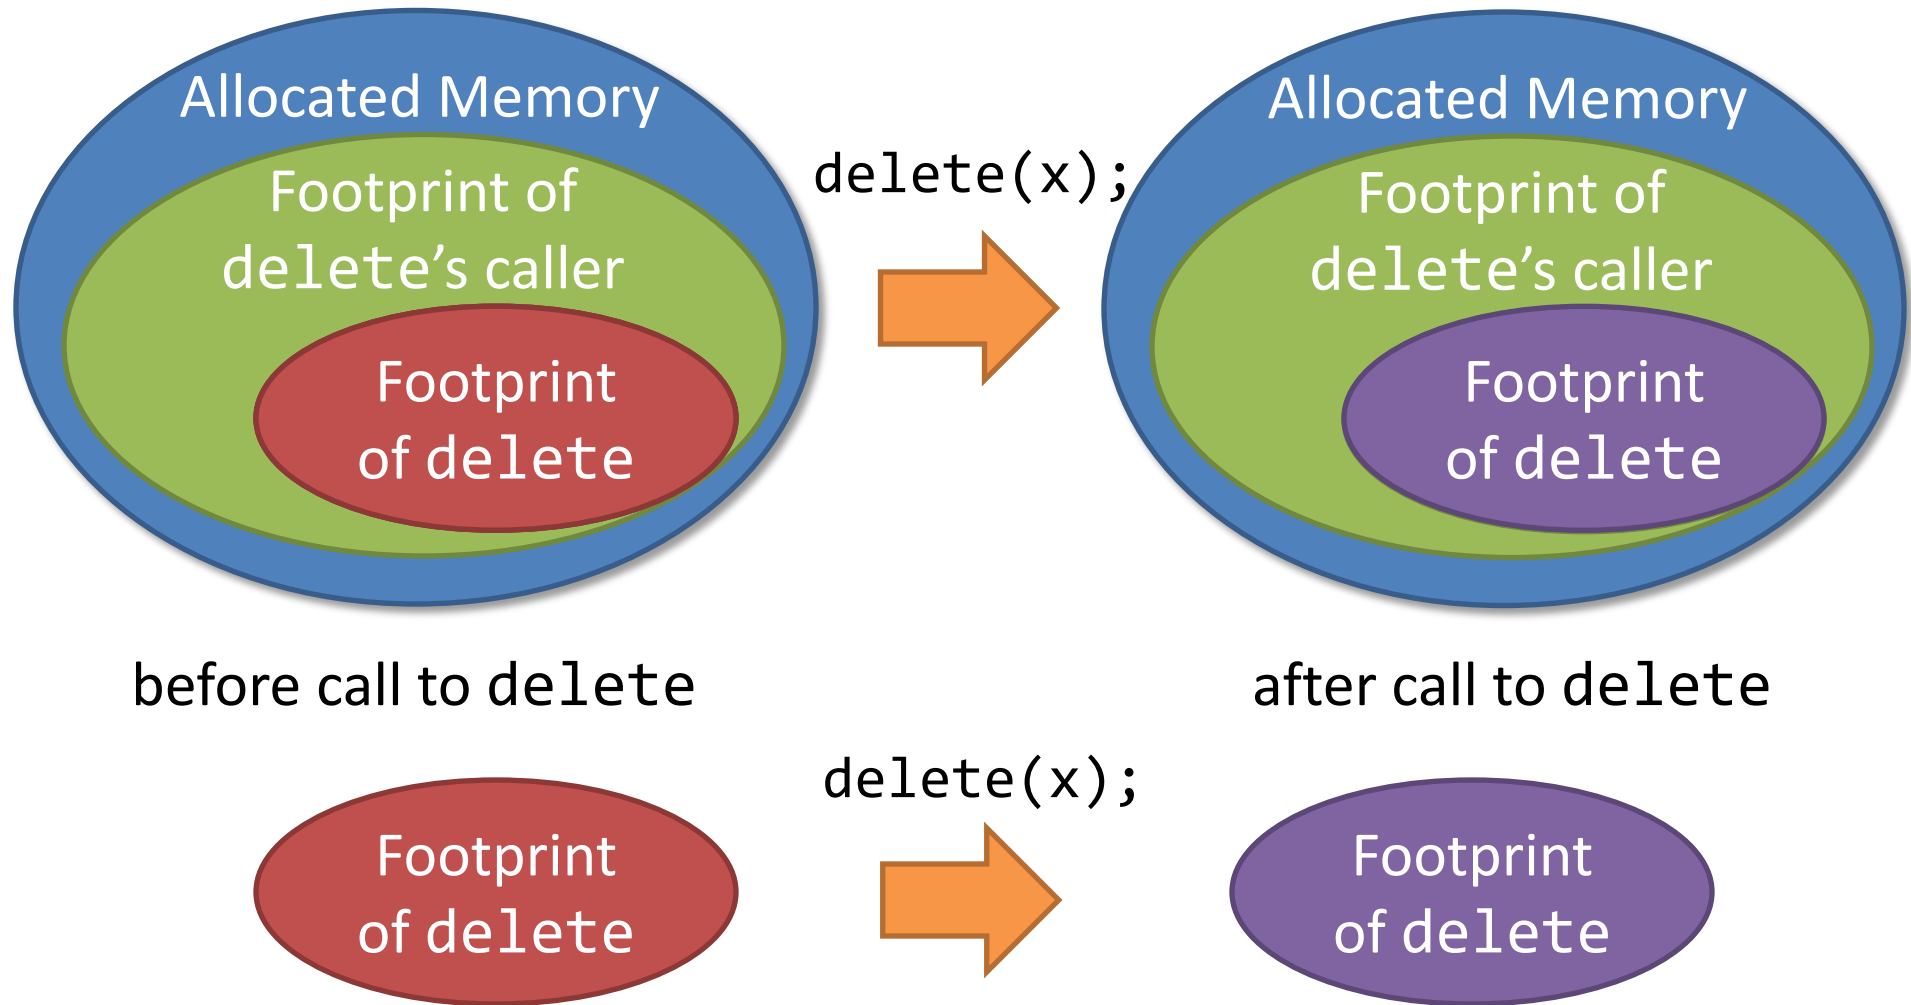 Allocated Memory
Footprint of
delete's caller
Footprint
of delete
delete(x);
Allocated Memory
Footprint of
delete's caller
Footprint
of delete
before call to delete
after call to delete
Footprint
of delete
delete(x);
Footprint
of delete